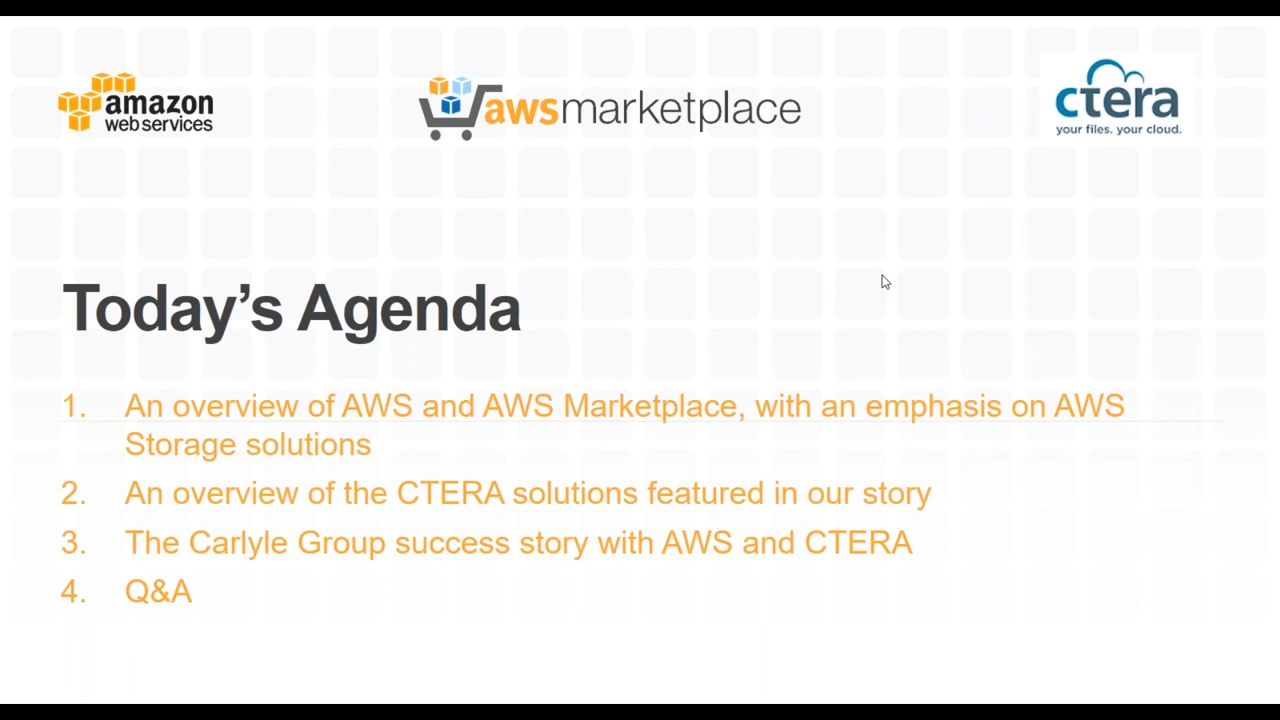 amazon
web services
awsmarketplace
ctera
your files. your cloud.
Today’s Agenda
1. An overview of AWS and AWS Marketplace, with an emphasis on AWS
Storage solutions
2. An overview of the CTERA solutions featured in our story
3. The Carlyle Group success story with AWS and CTERA
4. Q&A